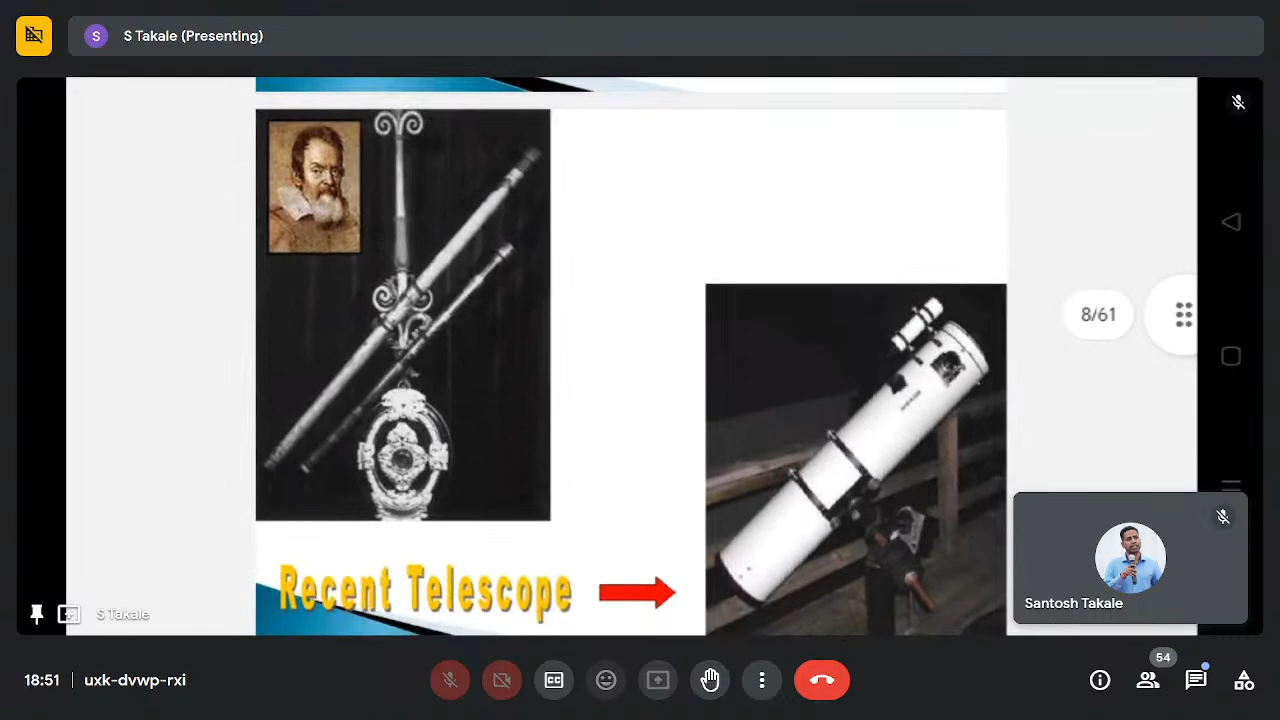 S
S Takale (Presenting)
8/61
Recent Telescope
S Takale
Santosh Takale
18:51
uxk-dvwp-rxi
54